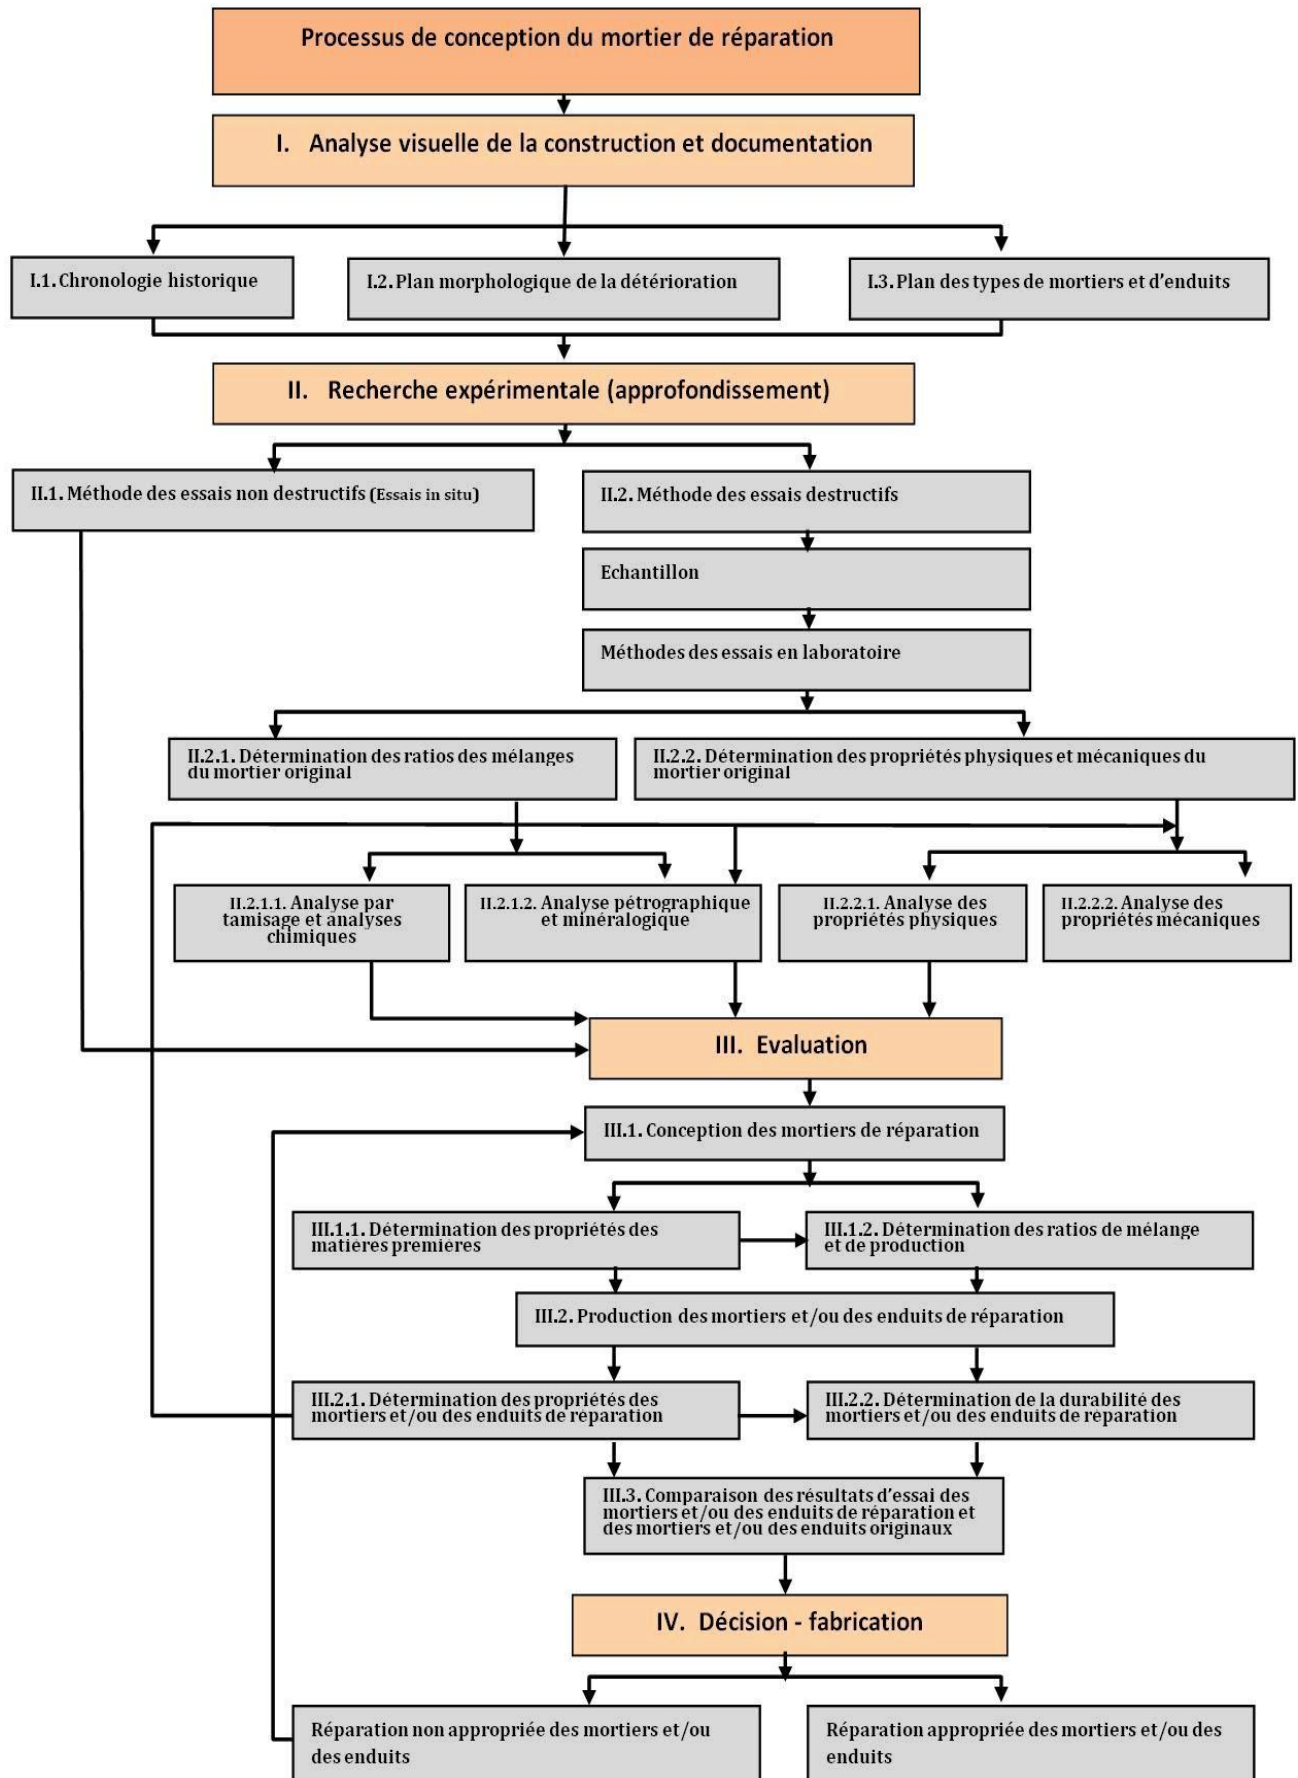 Processus de conception du mortier de réparation
I. Analyse visuelle de la construction et documentation
I.1. Chronologie historique
I.2. Plan morphologique de la détérioration
I.3. Plan des types de mortiers et d'enduits
II. Recherche expérimentale (approfondissement)
II.1. Méthode des essais non destructifs (Essais in situ)
II.2. Méthode des essais destructifs
Echantillon
Méthodes des essais en laboratoire
II.2.1. Détermination des ratios des mélanges
du mortier original
II.2.2. Détermination des propriétés physiques et mécaniques du
mortier original
II.2.1.1. Analyse par
tamisage et analyses
chimiques
II.2.1.2. Analyse pétrographique
et minéralogique
II.2.2.1. Analyse des
propriétés physiques
II.2.2.2. Analyse des
propriétés mécaniques
III. Evaluation
III.1. Conception des mortiers de réparation
III.1.1. Détermination des propriétés des
matières premières
III.1.2. Détermination des ratios de mélange
et de production
III.2. Production des mortiers et/ou des enduits de réparation
III.2.1. Détermination des propriétés des
mortiers et/ou des enduits de réparation
III.2.2. Détermination de la durabilité des
mortiers et/ou des enduits de réparation
III.3. Comparaison des résultats d'essai des
mortiers et/ou des enduits de réparation et
des mortiers et/ou des enduits originaux
IV. Décision - fabrication
Réparation non appropriée des mortiers et/ou
des enduits
Réparation appropriée des mortiers et/ou des
enduits